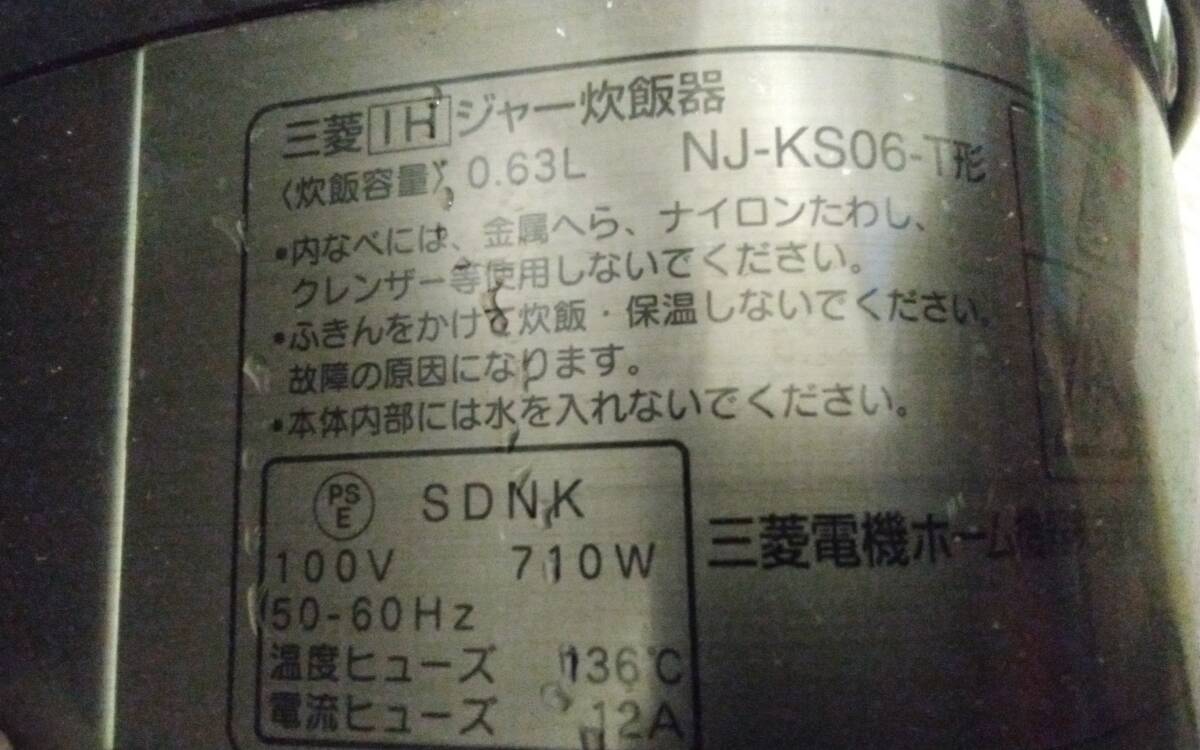 三菱IHジャー炊飯器
〈炊飯容量〉0.63L NJ-KS06-T形
•内なべには、金属へら、ナイロンたわし、
クレンザー等使用しないでください。
•ふきんをかけて炊飯・保温しないでください。
故障の原因になります。
•本体内部には水を入れないでください。
PS
E SDNK
100V 710W
50-60Hz
温度ヒューズ 136℃
電流ヒューズ 12A
三菱電機ホーム